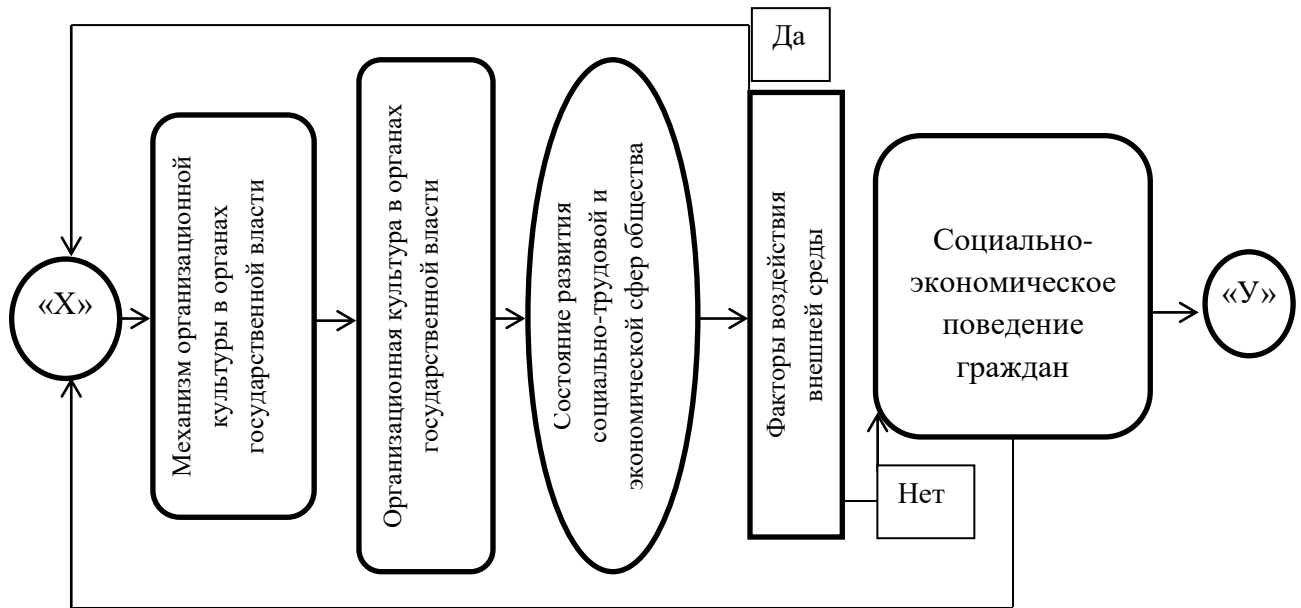 Да
«Х»
Механизм организационной
культуры в органах
государственной власти
Организационная культура в органах
государственной власти
Состояние развития
социально-трудовой и
экономической сфер общества
Факторы воздействия
внешней среды
Социально-
экономическое
поведение
граждан
«У»
Нет